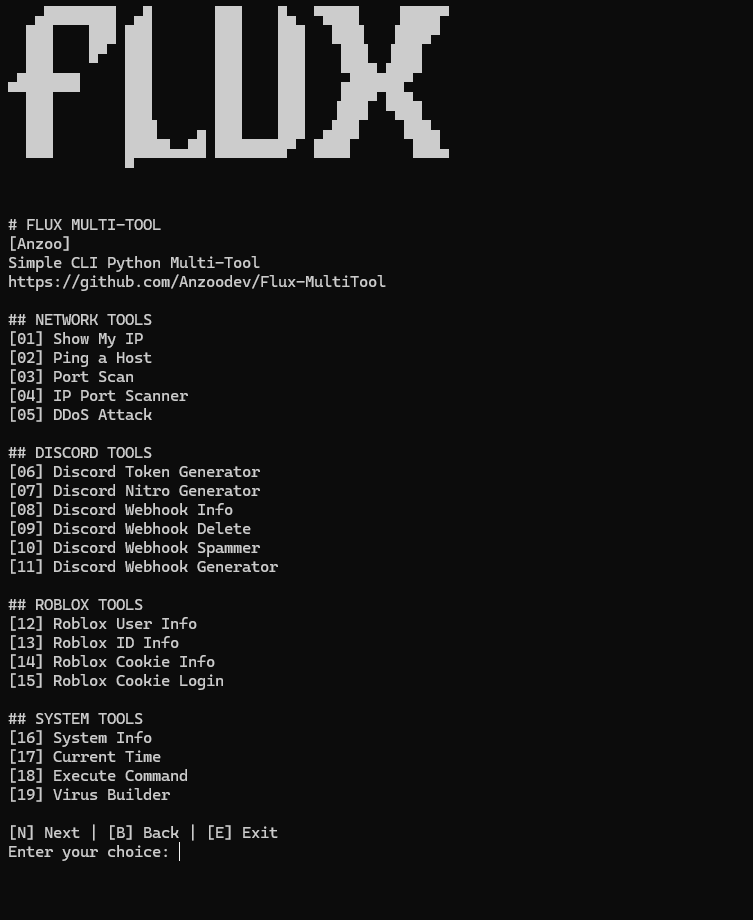 FLUX
# FLUX MULTI-TOOL
[Anzoo]
Simple CLI Python Multi-Tool
https://github.com/Anzoodev/Flux-MultiTool
## NETWORK TOOLS
[01] Show My IP
[02] Ping a Host
[03] Port Scan
[04] IP Port Scanner
[05] DDoS Attack
## DISCORD TOOLS
[06] Discord Token Generator
[07] Discord Nitro Generator
[08] Discord Webhook Info
[09] Discord Webhook Delete
[10] Discord Webhook Spammer
[11] Discord Webhook Generator
## ROBLOX TOOLS
[12] Roblox User Info
[13] Roblox ID Info
[14] Roblox Cookie Info
[15] Roblox Cookie Login
## SYSTEM TOOLS
[16] System Info
[17] Current Time
[18] Execute Command
[19] Virus Builder
[N] Next | [B] Back | [E] Exit
Enter your choice: